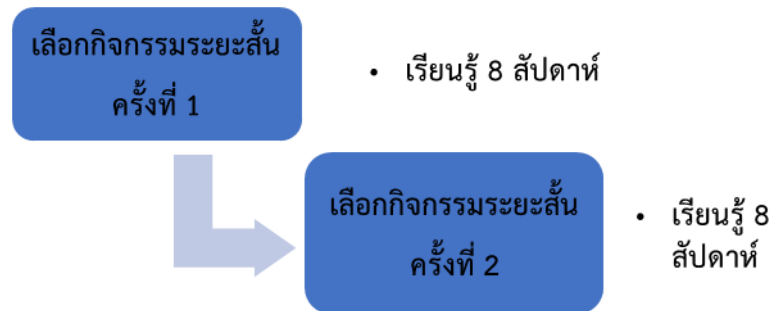 เลือกกิจกรรมระยะสั้น
ครั้งที่ 1
• เรียนรู้ 8 สัปดาห์
เลือกกิจกรรมระยะสั้น
ครั้งที่ 2
• เรียนรู้ 8
สัปดาห์